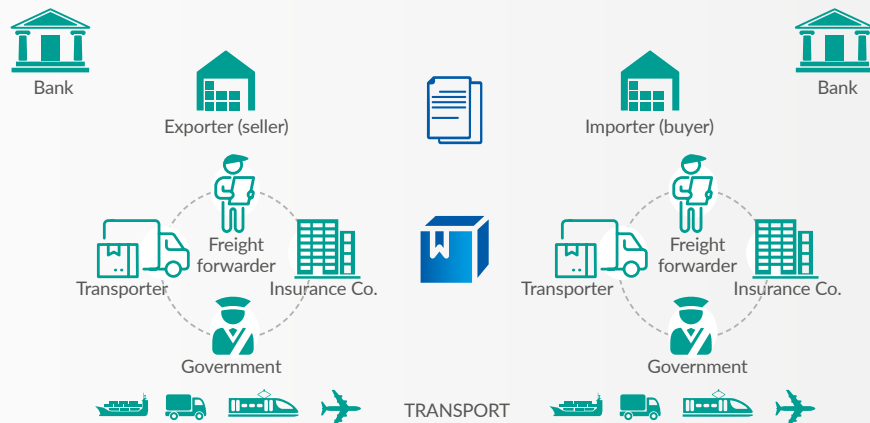 Bank
Bank
Exporter (seller)
Importer (buyer)
Freight
forwarder
Freight
forwarder
Transporter
Insurance Co.
Transporter
Insurance Co.
Government
Government
TRANSPORT